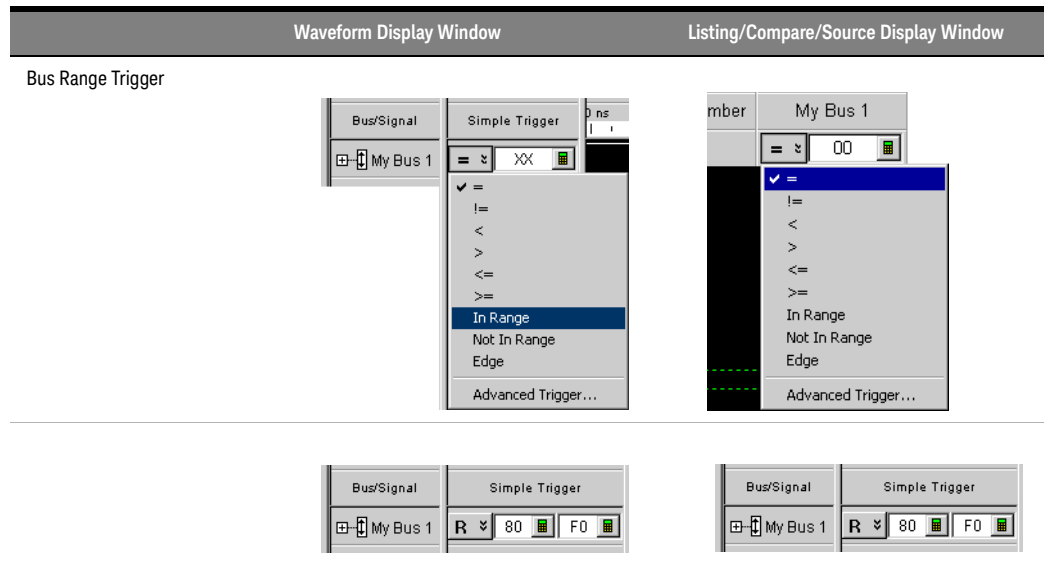 Waveform Display Window
Listing/Compare/Source Display Window
Bus Range Trigger
Bus/Signal
Simple Trigger
0 ns
My Bus 1
= XX
✔ =
!=
<
>
<=
>=
In Range
Not In Range
Edge
Advanced Trigger...
mber
My Bus 1
= 00
✔ =
!=
<
>
<=
>=
In Range
Not In Range
Edge
Advanced Trigger...
Bus/Signal
Simple Trigger
My Bus 1
R 80 F0
Bus/Signal
Simple Trigger
My Bus 1
R 80 F0